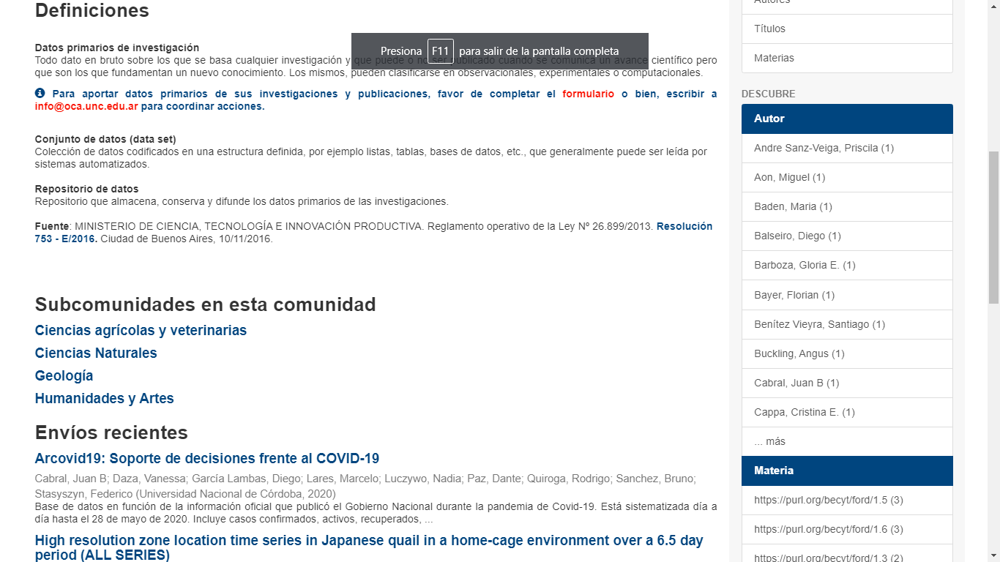 Definiciones
Presiona F11 para salir de la pantalla completa
Datos primarios de investigación
Todo dato en bruto sobre los que se basa cualquier investigación y que puede o no ser publicado cuando se comunica un avance científico pero
que son los que fundamentan un nuevo conocimiento. Los mismos, pueden clasificarse en observacionales, experimentales o computacionales.
Para aportar datos primarios de sus investigaciones y publicaciones, favor de completar el formulario o bien, escribir a
info@oca.unc.edu.ar para coordinar acciones.
Conjunto de datos (data set)
Colección de datos codificados en una estructura definida, por ejemplo listas, tablas, bases de datos, etc., que generalmente puede ser leída por
sistemas automatizados.
Repositorio de datos
Repositorio que almacena, conserva y difunde los datos primarios de las investigaciones.
Fuente: MINISTERIO DE CIENCIA, TECNOLOGÍA E INNOVACIÓN PRODUCTIVA. Reglamento operativo de la Ley Nº 26.899/2013. Resolución
753 - E/2016. Ciudad de Buenos Aires, 10/11/2016.
Subcomunidades en esta comunidad
Ciencias agrícolas y veterinarias
Ciencias Naturales
Geología
Humanidades y Artes
Envíos recientes
Arcovid19: Soporte de decisiones frente al COVID-19
Cabral, Juan B; Daza, Vanessa; García Lambas, Diego; Lares, Marcelo; Luczywo, Nadia; Paz, Dante; Quiroga, Rodrigo; Sanchez, Bruno;
Stasyszyn, Federico (Universidad Nacional de Córdoba, 2020)
Base de datos en función de la información oficial que publicó el Gobierno Nacional durante la pandemia de Covid-19. Está sistematizada día a
día hasta el 28 de mayo de 2020. Incluye casos confirmados, activos, recuperados, ...
High resolution zone location time series in Japanese quail in a home-cage environment over a 6.5 day
period (ALL SERIES)
Autores
Títulos
Materias
DESCUBRE
Autor
Andre Sanz-Veiga, Priscila (1)
Aon, Miguel (1)
Baden, Maria (1)
Balseiro, Diego (1)
Barboza, Gloria E. (1)
Bayer, Florian (1)
Benítez Vieyra, Santiago (1)
Buckling, Angus (1)
Cabral, Juan B (1)
Cappa, Cristina E. (1)
... más
Materia
https://purl.org/becyt/ford/1.5 (3)
https://purl.org/becyt/ford/1.6 (3)
https://purl.org/becyt/ford/1.3 (2)